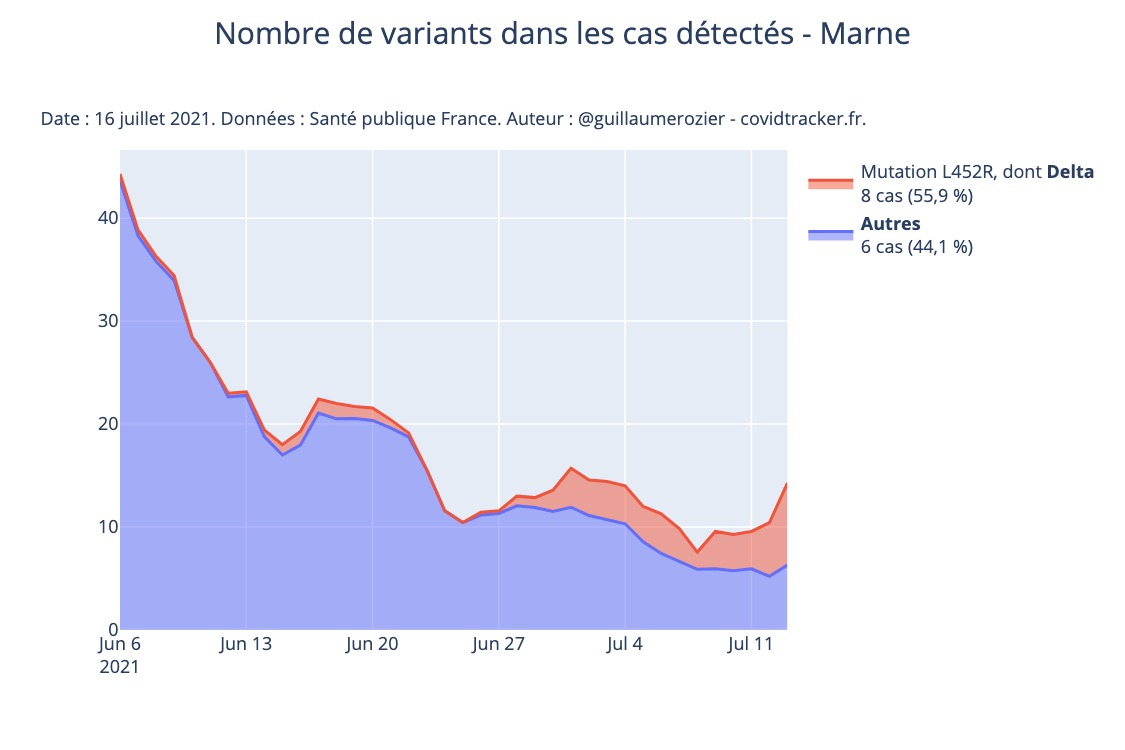 Nombre de variants dans les cas détectés - Marne
Date : 16 juillet 2021. Données : Santé publique France. Auteur : @guillaumerozier - covidtracker.fr.
Mutation L452R, dont Delta
8 cas (55,9 %)
Autres
6 cas (44,1 %)
40
30
20
10
0
Jun 6 Jun 13 Jun 20 Jun 27 Jul 4 Jul 11
2021